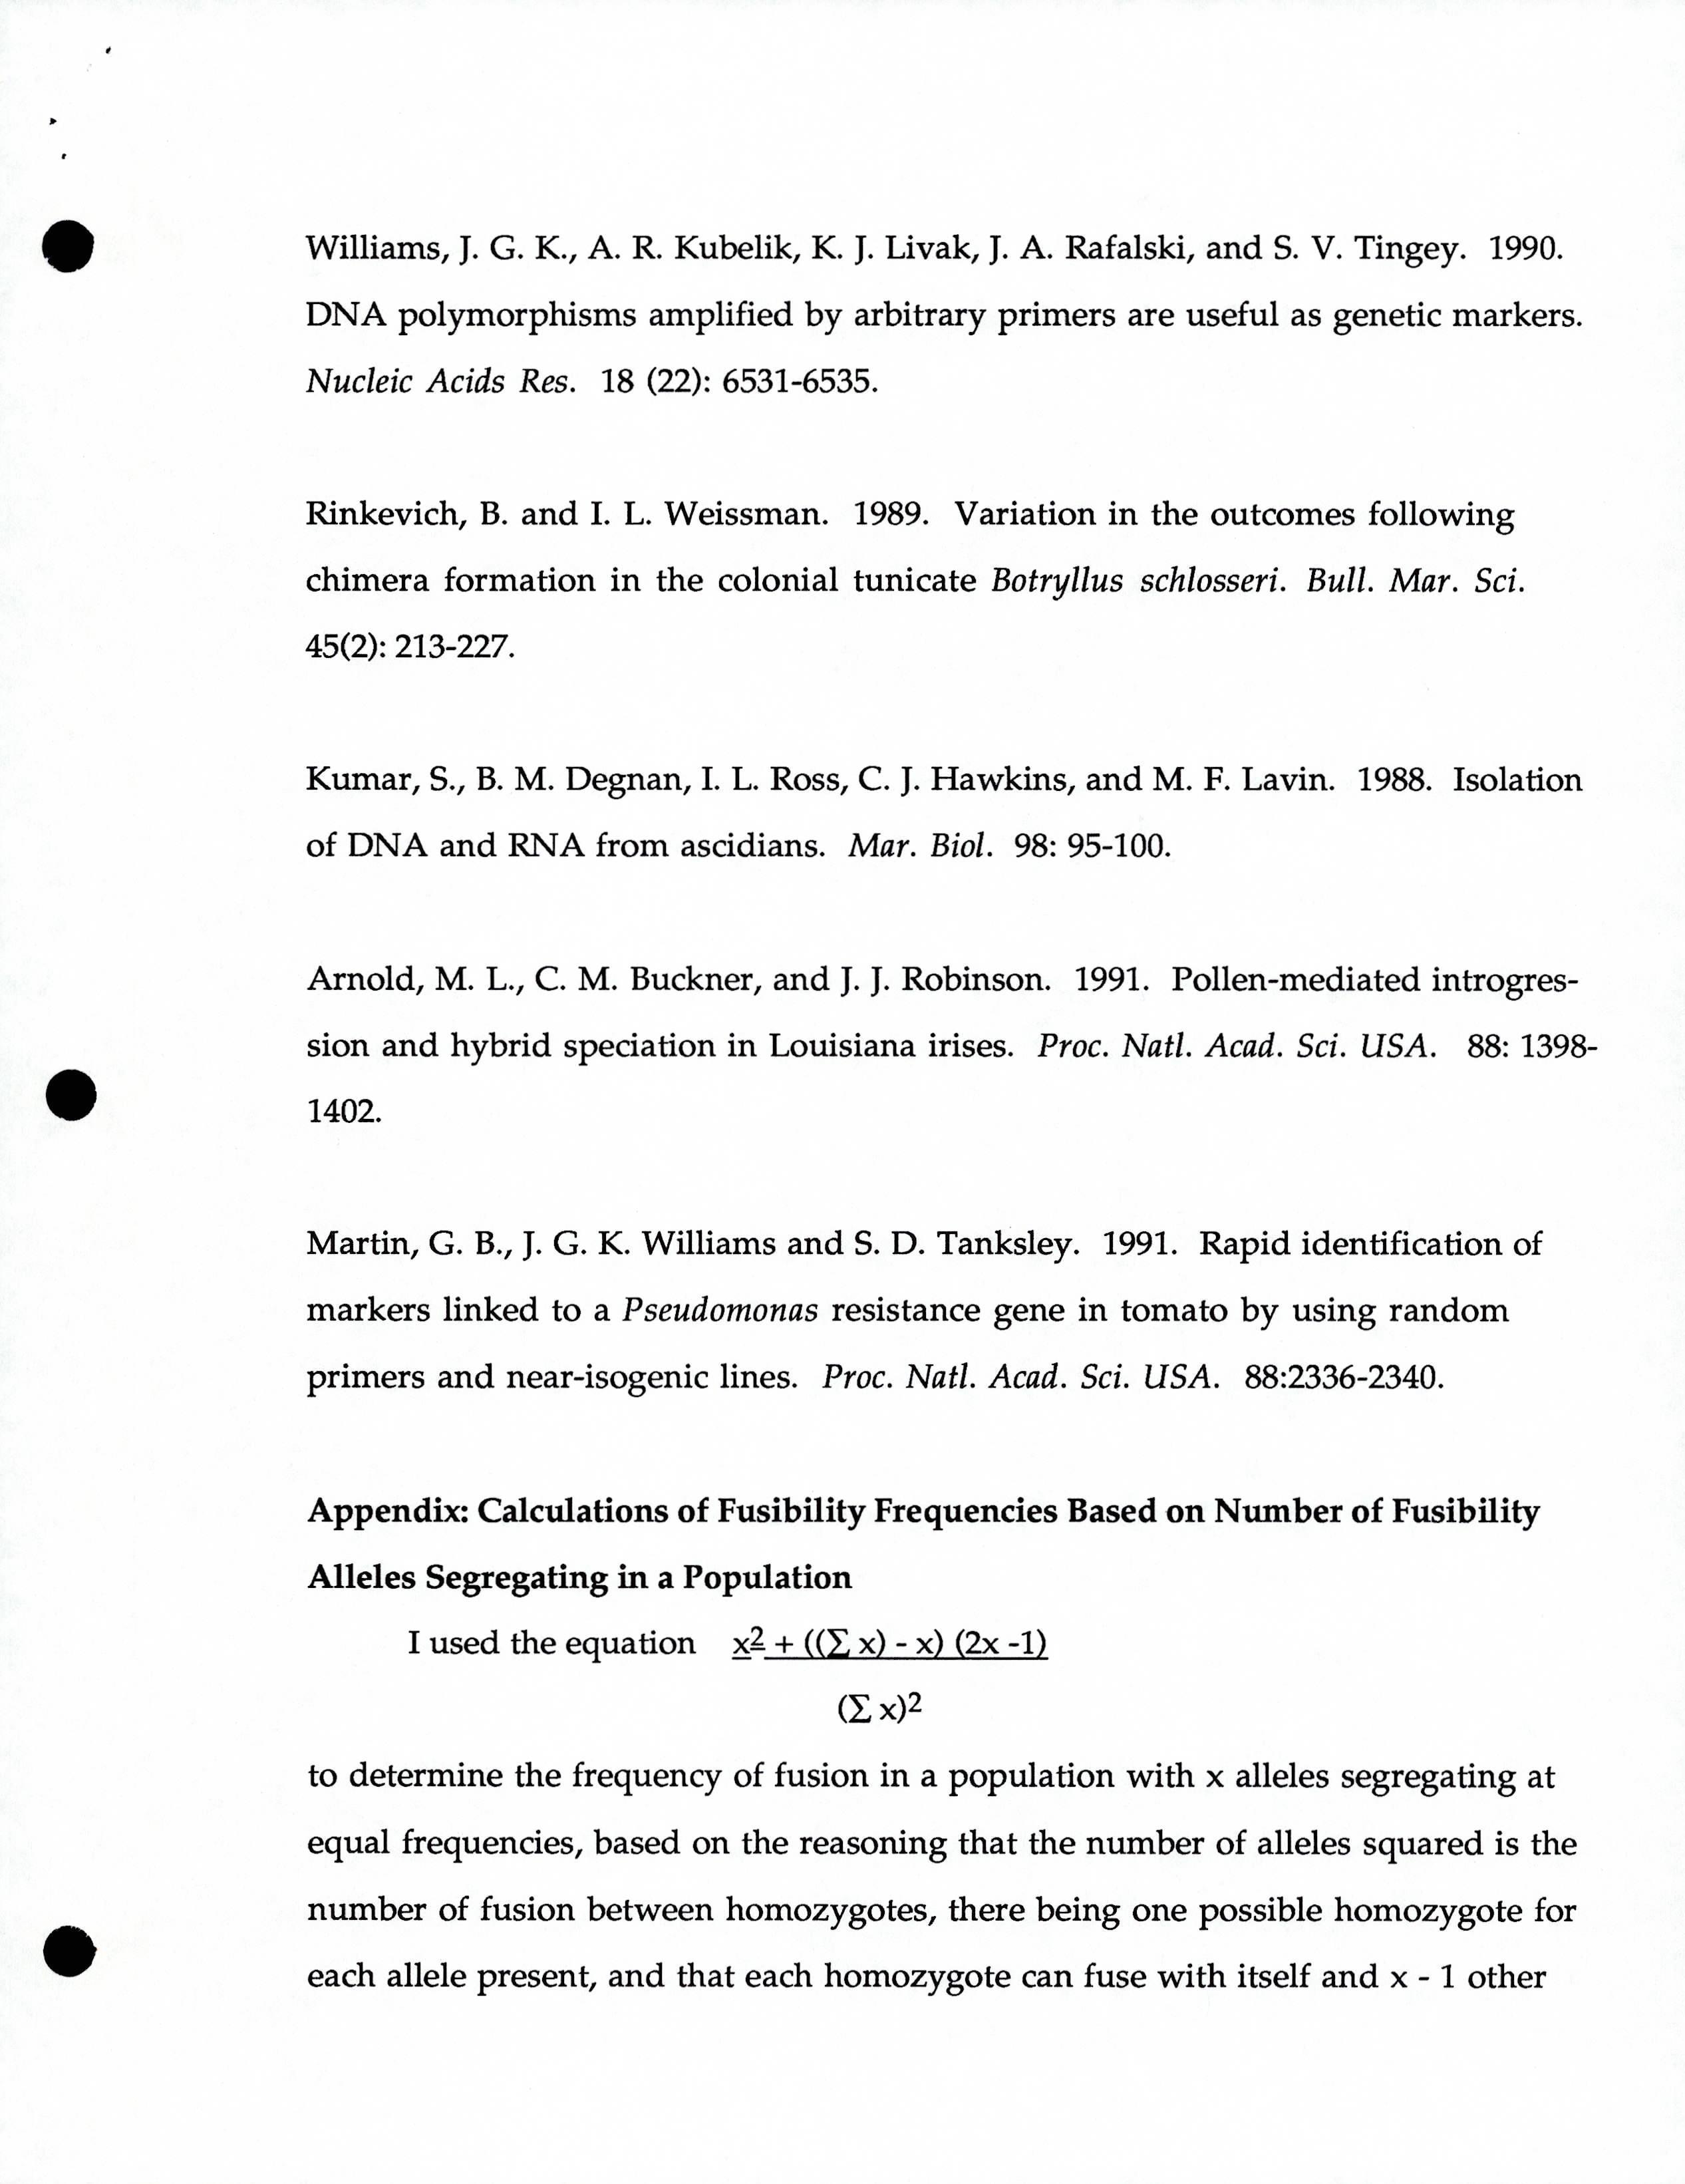 Williams, J. G. K., A. R. Kubelik, K. J. Livak, J. A. Rafalski, and S. V. Tingey. 1990.
DNA polymorphisms amplified by arbitrary primers are useful as genetic markers.
Nucleic Acids Res. 18 (22): 6531-6535.
Rinkevich, B. and I. L. Weissman. 1989. Variation in the outcomes following
chimera formation in the colonial tunicate Botryllus schlosseri. Bull. Mar. Sci.
45(2): 213-227.
Kumar, S., B. M. Degnan, I. L. Ross, C. J. Hawkins, and M. F. Lavin. 1988. Isolation
of DNA and RNA from ascidians. Mar. Biol. 98: 95-100.
Arnold, M. L., C. M. Buckner, and J. J. Robinson. 1991. Pollen-mediated introgres-
sion and hybrid speciation in Louisiana irises. Proc. Natl. Acad. Sci. USA. 88: 1398-
1402.
Martin, G. B., J. G. K. Williams and S. D. Tanksley. 1991. Rapid identification of
markers linked to a Pseudomonas resistance gene in tomato by using random
primers and near-isogenic lines. Proc. Natl. Acad. Sci. USA. 88:2336-2340.
Appendix: Calculations of Fusibility Frequencies Based on Number of Fusibility
Alleles Segregating in a Population
I used the equation x2 + ((∑ x) - x) (2x -1)
(∑ x)2
to determine the frequency of fusion in a population with x alleles segregating at
equal frequencies, based on the reasoning that the number of alleles squared is the
number of fusion between homozygotes, there being one possible homozygote for
each allele present, and that each homozygote can fuse with itself and x - 1 other